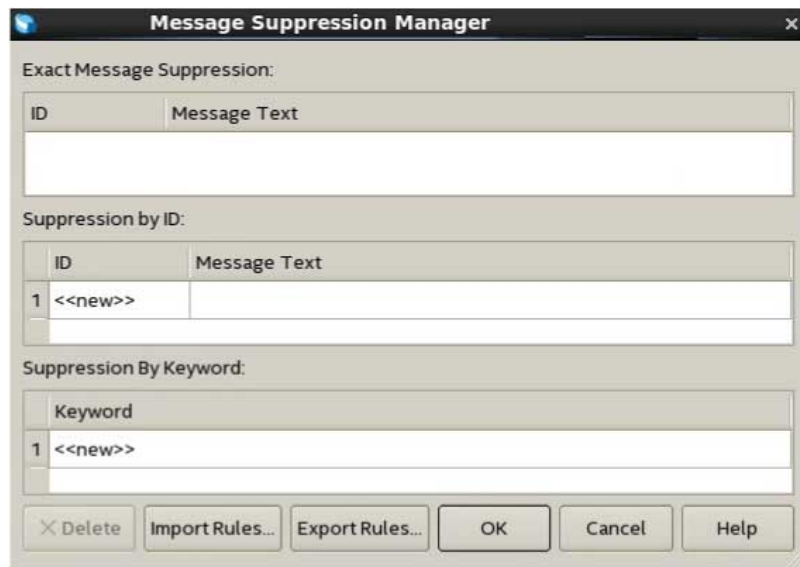 Message Suppression Manager ×
Exact Message Suppression:
ID Message Text
Suppression by ID:
ID Message Text
1 <<new>>
Suppression By Keyword:
Keyword
1 <<new>>
Delete Import Rules... Export Rules... OK Cancel Help